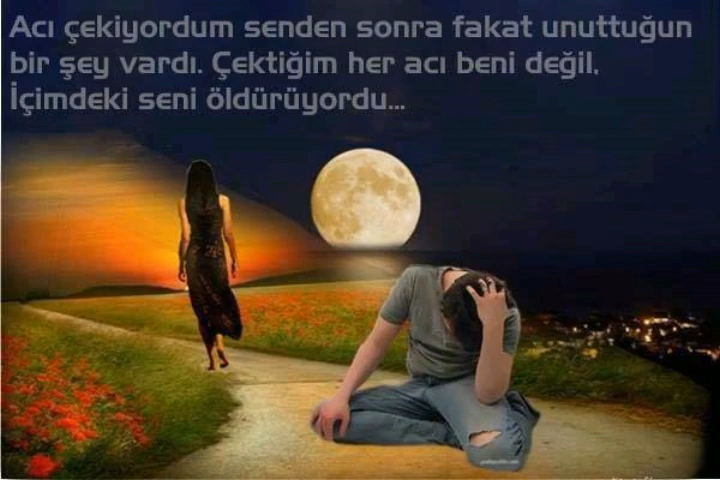 Acı çekiyordum senden sonra fakat unuttuğun
bir şey vardı. Çektiğim her acı beni değil,
İçimdeki seni öldürüyordu...